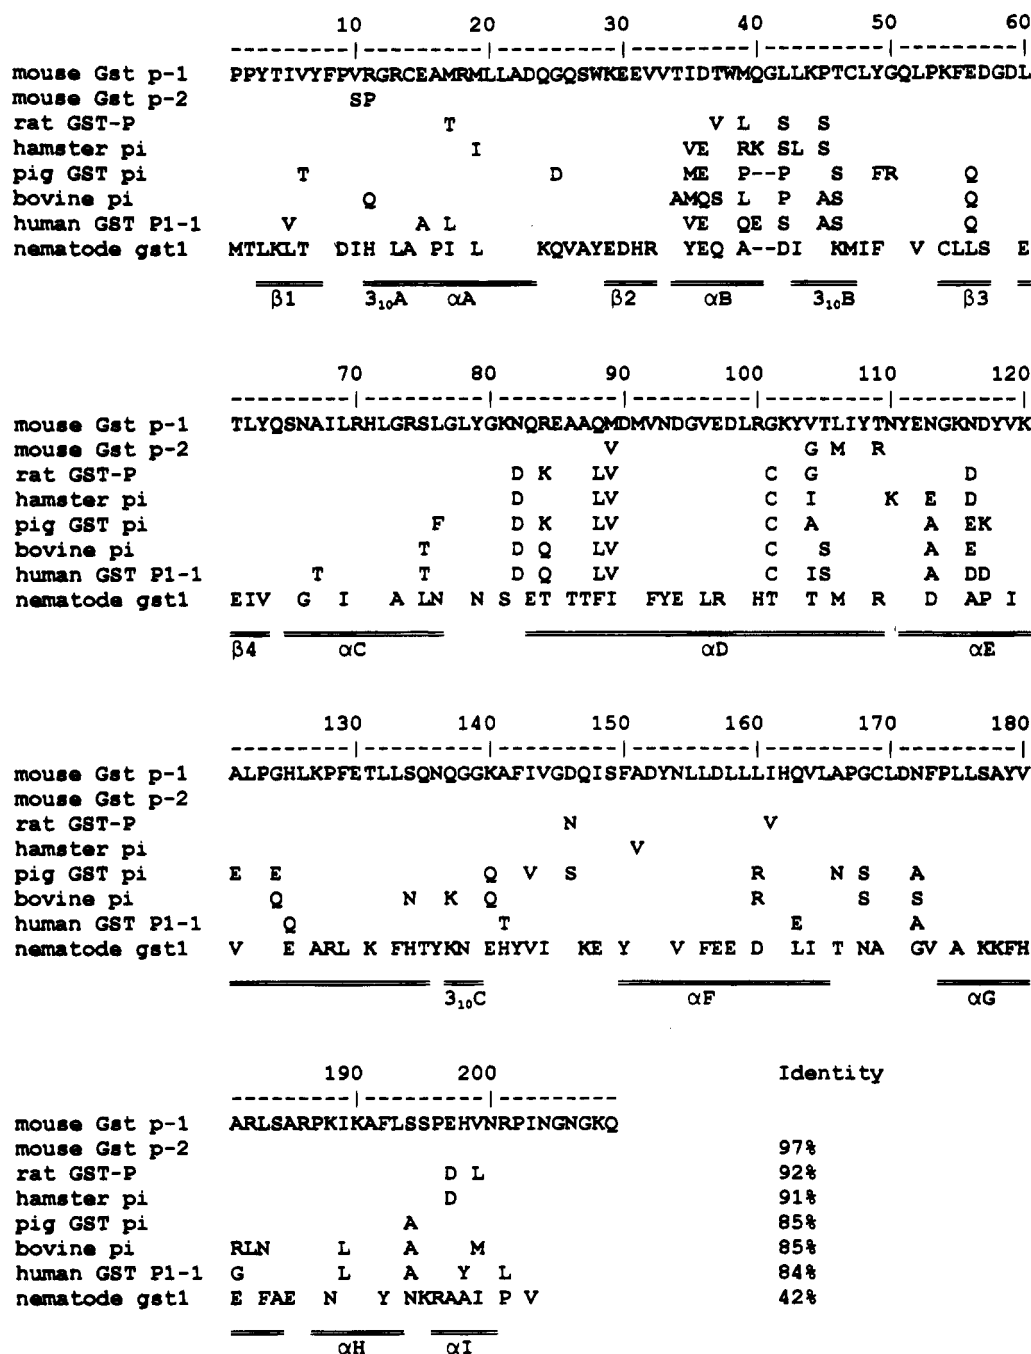 10 20 30 40 50 60
---------|---------|---------|---------|---------|---------|
mouse Gst p-1 PPYTIVYFPVRGRCEAMRMLLADQGQSWKEEVVTIDTWMQGLLKPTCLYGQLPKFEDGDL
mouse Gst p-2 SP
rat GST-P T V L S S
hamster pi I VE RK SL S
pig GST pi T D ME P--P S FR Q
bovine pi Q AMQS L P AS Q
human GST P1-1 V A L VE QE S AS Q
nematode gst1 MTLKLT DIH LA PI L KQVAYEDHR YEQ A--DI KMIF V CLLS E
β1 3₁₀A αA β2 αB 3₁₀B β3
70 80 90 100 110 120
---------|---------|---------|---------|---------|---------|
mouse Gst p-1 TLYQSNAILRHLGRSLGLYGKNQREAAQMDMVNDGVEDLRGKYVTLIYTNYENGKNDYVK
mouse Gst p-2 V G M R
rat GST-P D K LV C G D
hamster pi D LV C I K E D
pig GST pi F D K LV C A A EK
bovine pi T D Q LV C S A E
human GST P1-1 T T D Q LV C IS A DD
nematode gst1 EIV G I A LN N S ET TTFI FYE LR HT T M R D AP I
β4 αC αD αE
130 140 150 160 170 180
---------|---------|---------|---------|---------|---------|
mouse Gst p-1 ALPGHLKPFETLLSQNQGGKAFIVGDQISFADYNLLDLLLIHQVLAPGCLDNFPLLSAYV
mouse Gst p-2
rat GST-P N V
hamster pi V
pig GST pi E E Q V S R N S A
bovine pi Q N K Q R S S
human GST P1-1 Q T E A
nematode gst1 V E ARL K FHTYKN EHYVI KE Y V FEE D LI T NA GV A KKFH
3₁₀C αF αG
190 200 Identity
---------|---------|---------
mouse Gst p-1 ARLSARPKIKAFLSSPEHVNRPINGNGKQ
mouse Gst p-2 97%
rat GST-P D L 92%
hamster pi D 91%
pig GST pi A 85%
bovine pi RLN L A M 85%
human GST P1-1 G L A Y L 84%
nematode gst1 E FAE N Y NKRAAI P V 42%
αH αI